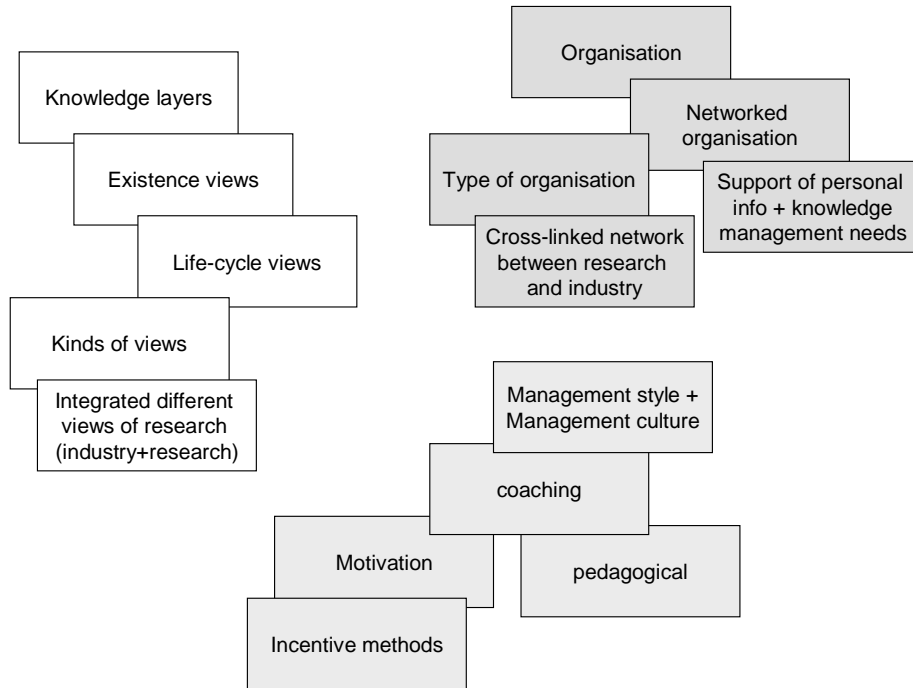 Knowledge layers
Existence views
Life-cycle views
Kinds of views
Integrated different
views of research
(industry+research)
Organisation
Networked
organisation
Type of organisation
Support of personal
info + knowledge
management needs
Cross-linked network
between research
and industry
Management style +
Management culture
coaching
Motivation
pedagogical
Incentive methods